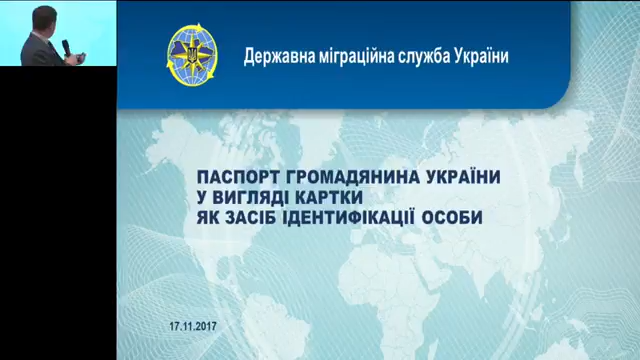 Державна міграційна служба України
ПАСПОРТ ГРОМАДЯНИНА УКРАЇНИ
У ВИГЛЯДІ КАРТКИ
ЯК ЗАСІБ ІДЕНТИФІКАЦІЇ ОСОБИ
17.11.2017